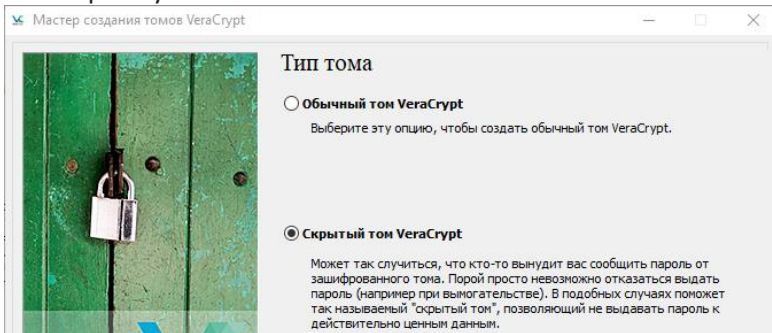 Мастер создания томов VeraCrypt
Тип тома
Обычный том VeraCrypt
Выберите эту опцию, чтобы создать обычный том VeraCrypt.
Скрытый том VeraCrypt
Может так случиться, что кто-то вынудит вас сообщить пароль от
зашифрованного тома. Порой просто невозможно отказаться выдать
пароль (например при вымогательстве). В подобных случаях поможет
так называемый "скрытый том", позволяющий не выдавать пароль к
действительно ценным данным.